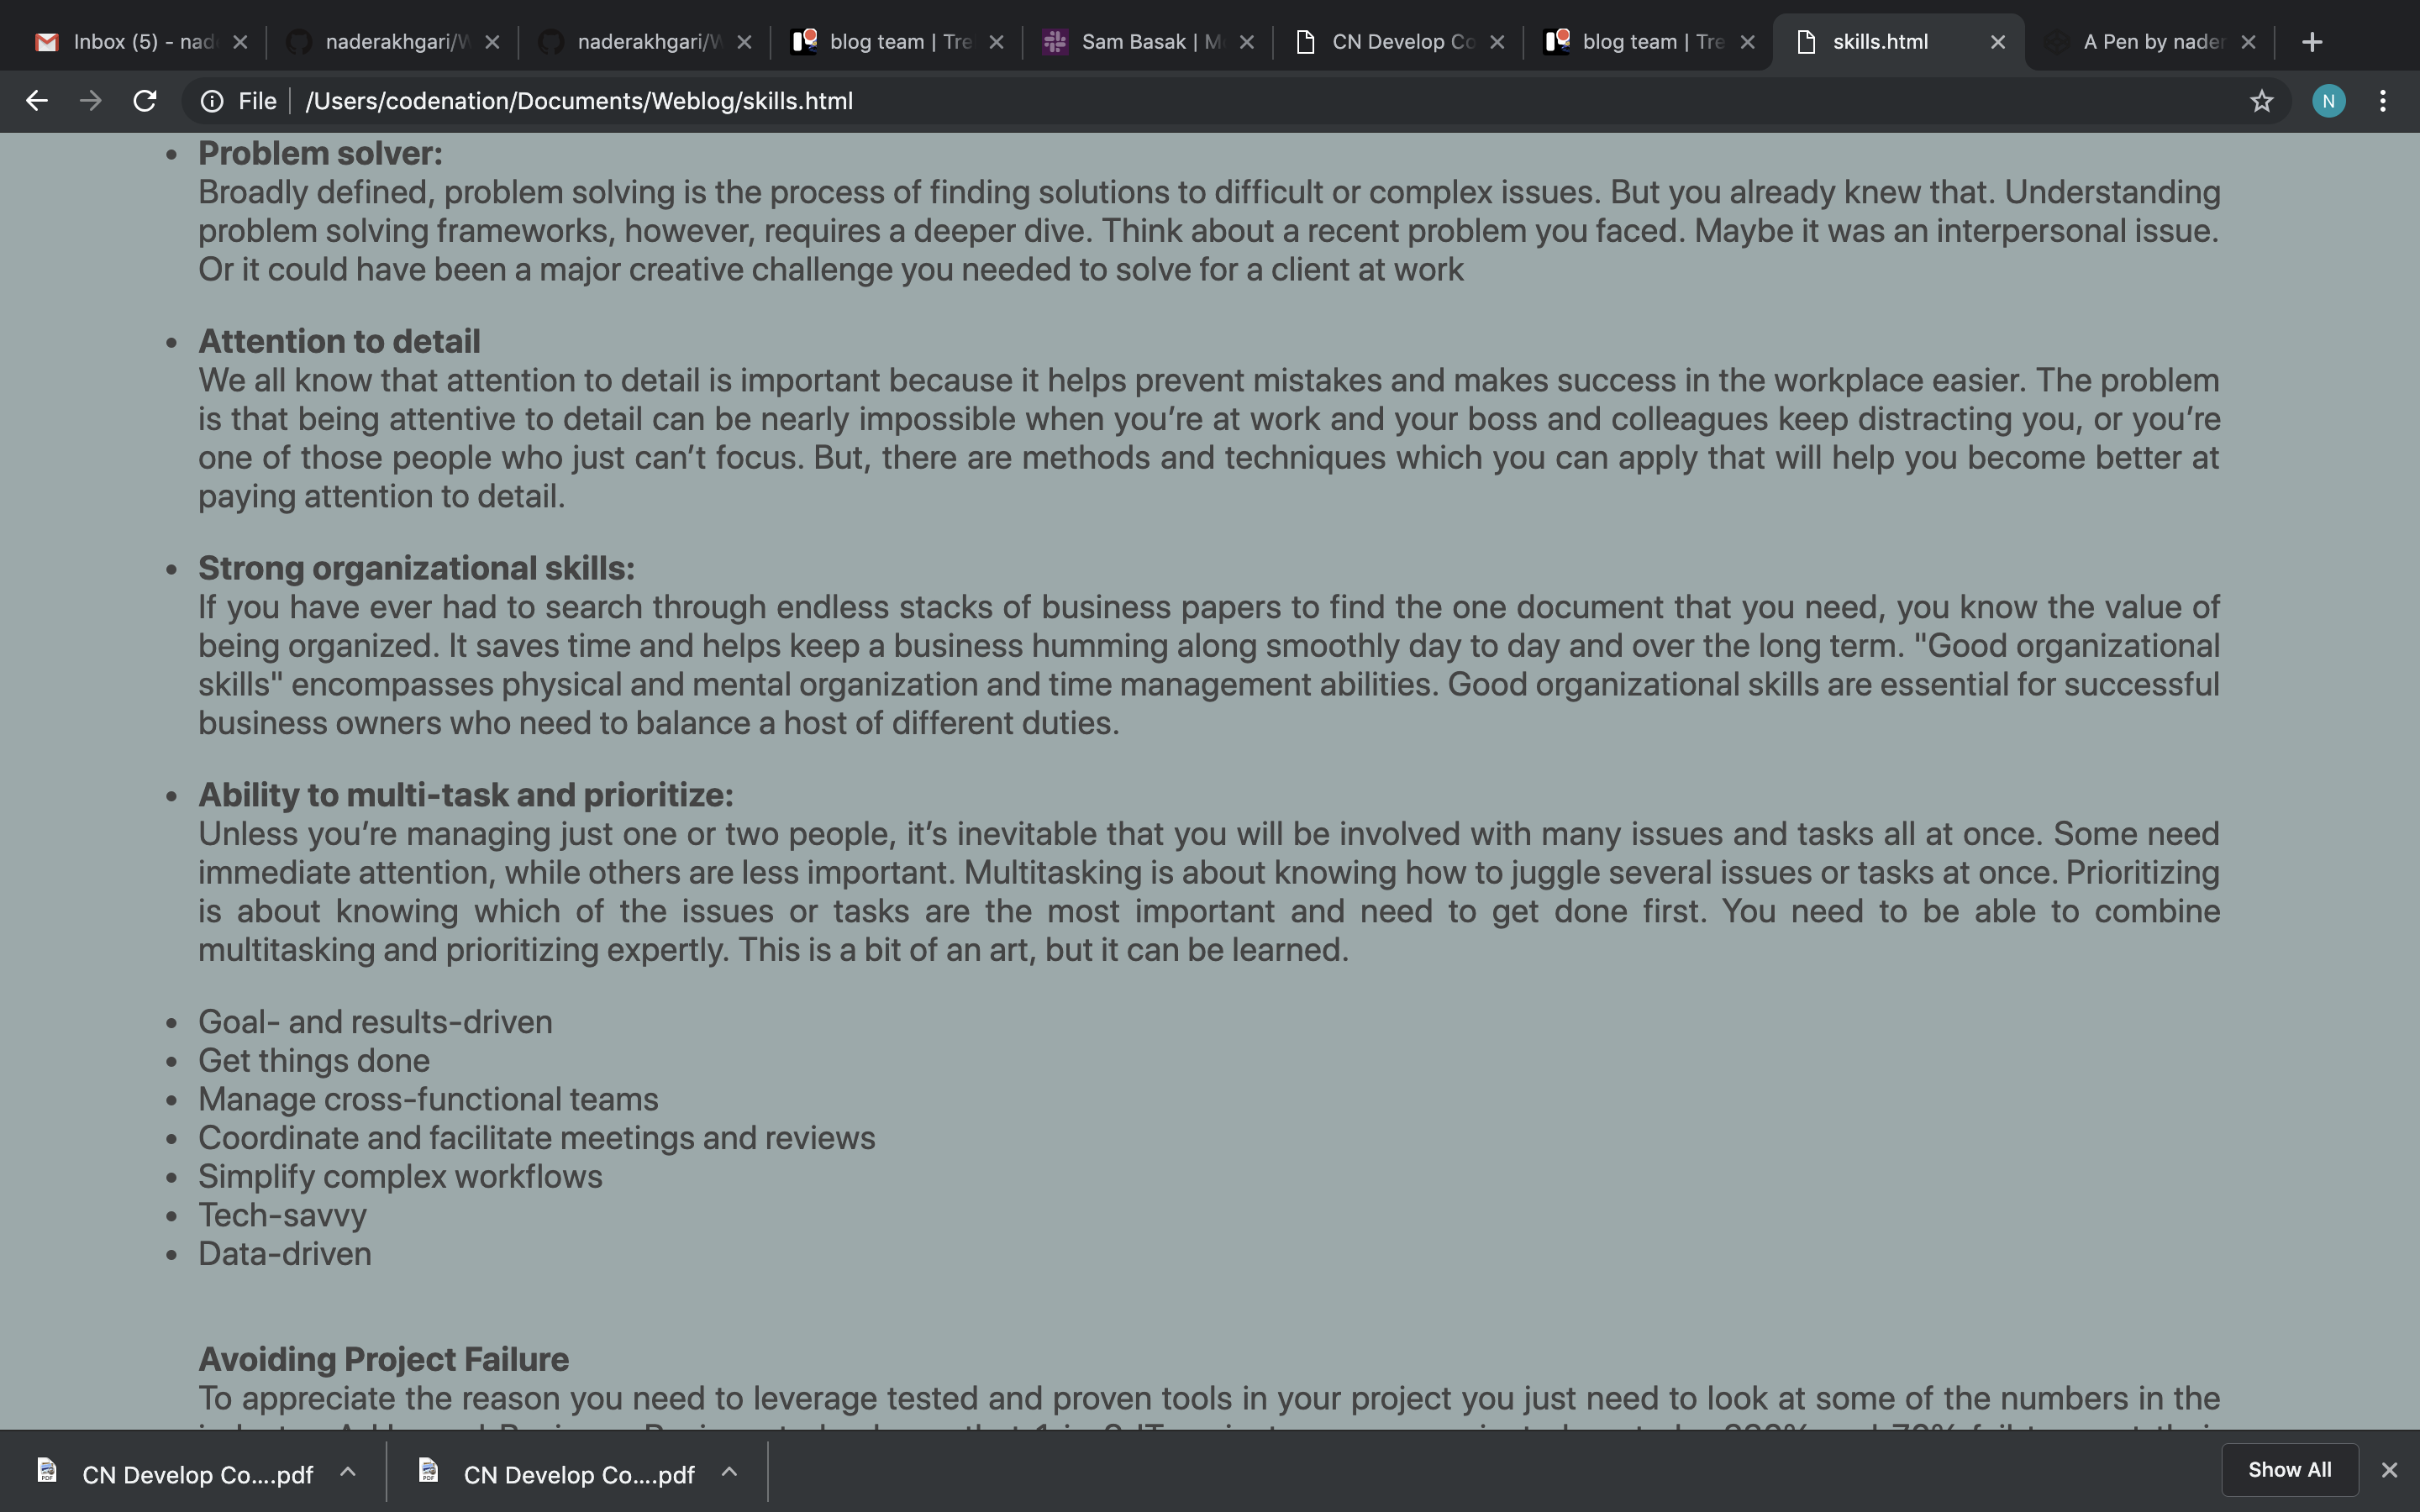 Inbox (5) - nad
naderakhgari/W
naderakhgari/W
blog team | Tre
Sam Basak | M
CN Develop Co
blog team | Tre
skills.html
A Pen by nader
File /Users/codenation/Documents/Weblog/skills.html
N
• Problem solver:
Broadly defined, problem solving is the process of finding solutions to difficult or complex issues. But you already knew that. Understanding
problem solving frameworks, however, requires a deeper dive. Think about a recent problem you faced. Maybe it was an interpersonal issue.
Or it could have been a major creative challenge you needed to solve for a client at work
• Attention to detail
We all know that attention to detail is important because it helps prevent mistakes and makes success in the workplace easier. The problem
is that being attentive to detail can be nearly impossible when you’re at work and your boss and colleagues keep distracting you, or you’re
one of those people who just can’t focus. But, there are methods and techniques which you can apply that will help you become better at
paying attention to detail.
• Strong organizational skills:
If you have ever had to search through endless stacks of business papers to find the one document that you need, you know the value of
being organized. It saves time and helps keep a business humming along smoothly day to day and over the long term. "Good organizational
skills" encompasses physical and mental organization and time management abilities. Good organizational skills are essential for successful
business owners who need to balance a host of different duties.
• Ability to multi-task and prioritize:
Unless you’re managing just one or two people, it’s inevitable that you will be involved with many issues and tasks all at once. Some need
immediate attention, while others are less important. Multitasking is about knowing how to juggle several issues or tasks at once. Prioritizing
is about knowing which of the issues or tasks are the most important and need to get done first. You need to be able to combine
multitasking and prioritizing expertly. This is a bit of an art, but it can be learned.
• Goal- and results-driven
• Get things done
• Manage cross-functional teams
• Coordinate and facilitate meetings and reviews
• Simplify complex workflows
• Tech-savvy
• Data-driven
Avoiding Project Failure
To appreciate the reason you need to leverage tested and proven tools in your project you just need to look at some of the numbers in the
CN Develop Co....pdf
CN Develop Co....pdf
Show All